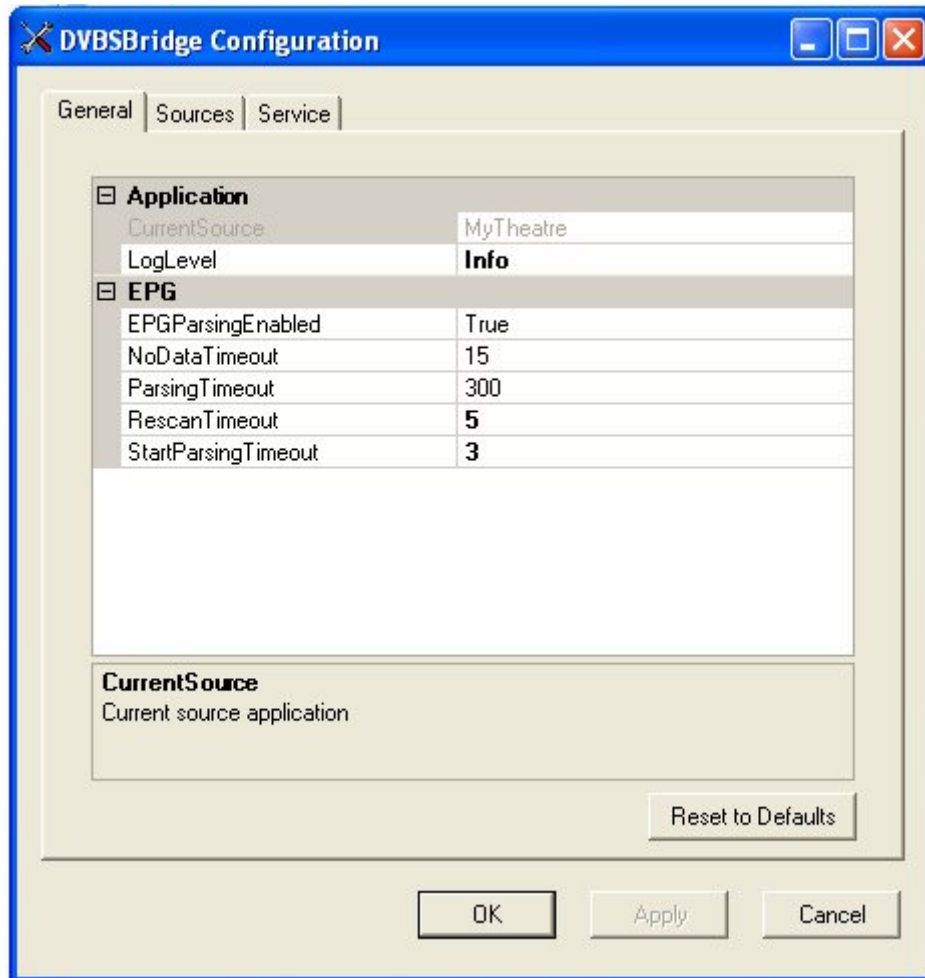 DVBSBridge Configuration
General Sources Service
Application
CurrentSource MyTheatre
LogLevel Info
EPG
EPGParsingEnabled True
NoDataTimeout 15
ParsingTimeout 300
RescanTimeout 5
StartParsingTimeout 3
CurrentSource
Current source application
Reset to Defaults
OK Apply Cancel